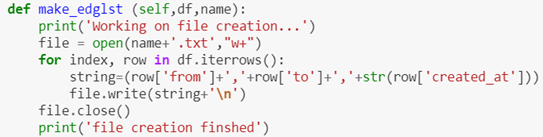 def make_edglst (self,df,name):
    print('Working on file creation...')
    file = open(name+'.txt',"w+")
    for index, row in df.iterrows():
        string=(row['from']+','+row['to']+','+str(row['created_at']))
        file.write(string+'\n')
    file.close()
    print('file creation finshed')